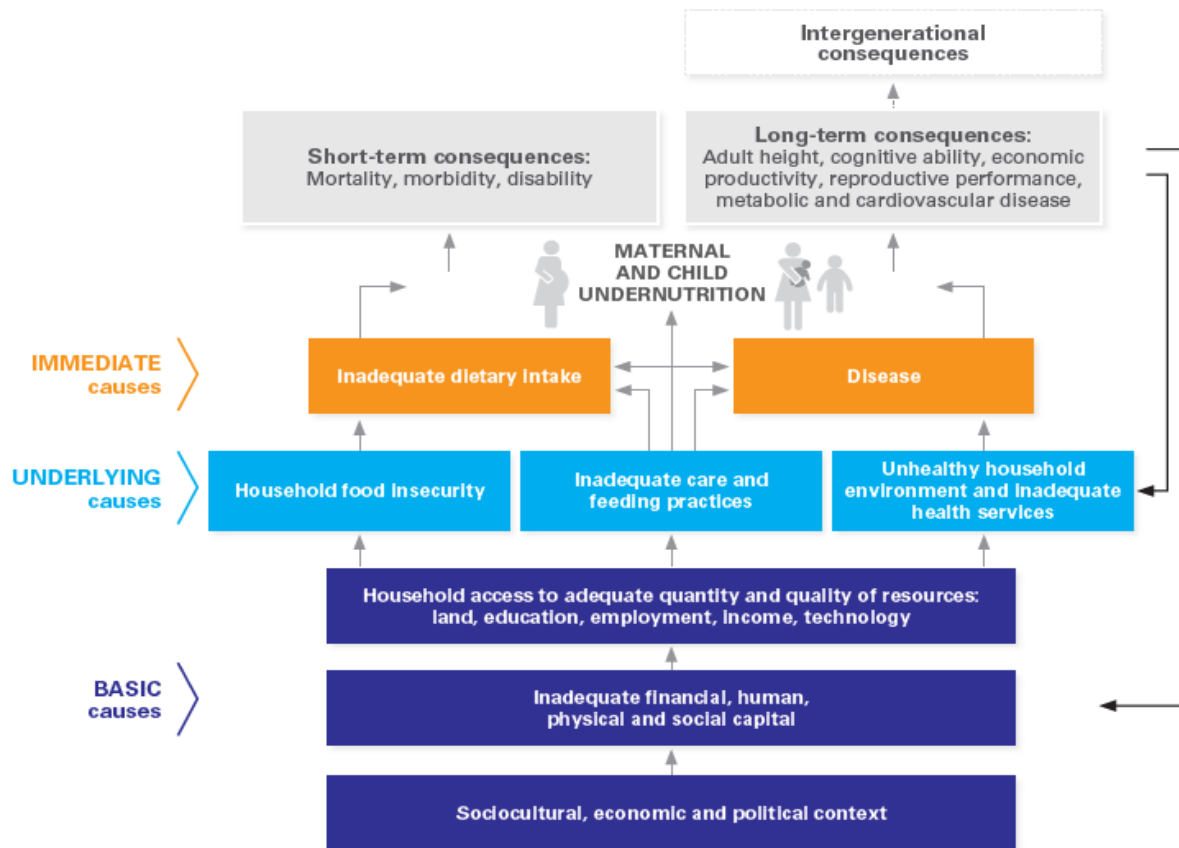 Intergenerational
consequences
Short-term consequences:
Mortality, morbidity, disability
Long-term consequences:
Adult height, cognitive ability, economic
productivity, reproductive performance,
metabolic and cardiovascular disease
MATERNAL
AND CHILD
UNDERNUTRITION
IMMEDIATE
causes
Inadequate dietary intake
Disease
UNDERLYING
causes
Household food insecurity
Inadequate care and
feeding practices
Unhealthy household
environment and inadequate
health services
BASIC
causes
Household access to adequate quantity and quality of resources:
land, education, employment, income, technology
Inadequate financial, human,
physical and social capital
Sociocultural, economic and political context